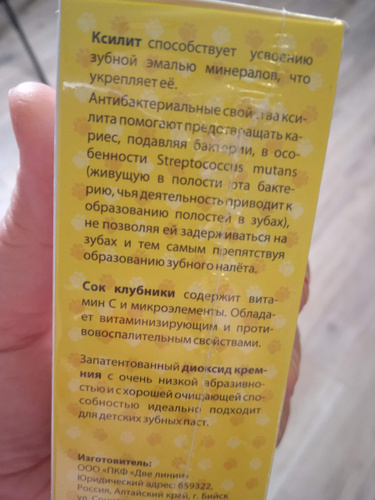 Ксилит способствует усвоению
зубной эмалью минералов, что
укрепляет её.
Антибактериальные свойства кси-
лита помогают предотвращать ка-
риес, подавляя бактерии, в осо-
бенности Streptococcus mutans
(живущую в полости рта бакте-
рию, чья деятельность приводит к
образованию полостей в зубах),
не позволяя ей задерживаться на
зубах и тем самым препятствуя
образованию зубного налёта.
Сок клубники содержит вита-
мин С и микроэлементы. Облада-
ет витаминизирующим и проти-
вовоспалительным свойствами.
Запатентованный диоксид крем-
ния с очень низкой абразивно-
стью и с хорошей очищающей спо-
собностью идеально подходит
для детских зубных паст.
Изготовитель:
ООО «ПКФ «Две линии»
Юридический адрес: 659322,
Россия, Алтайский край, г. Бийск
ул.